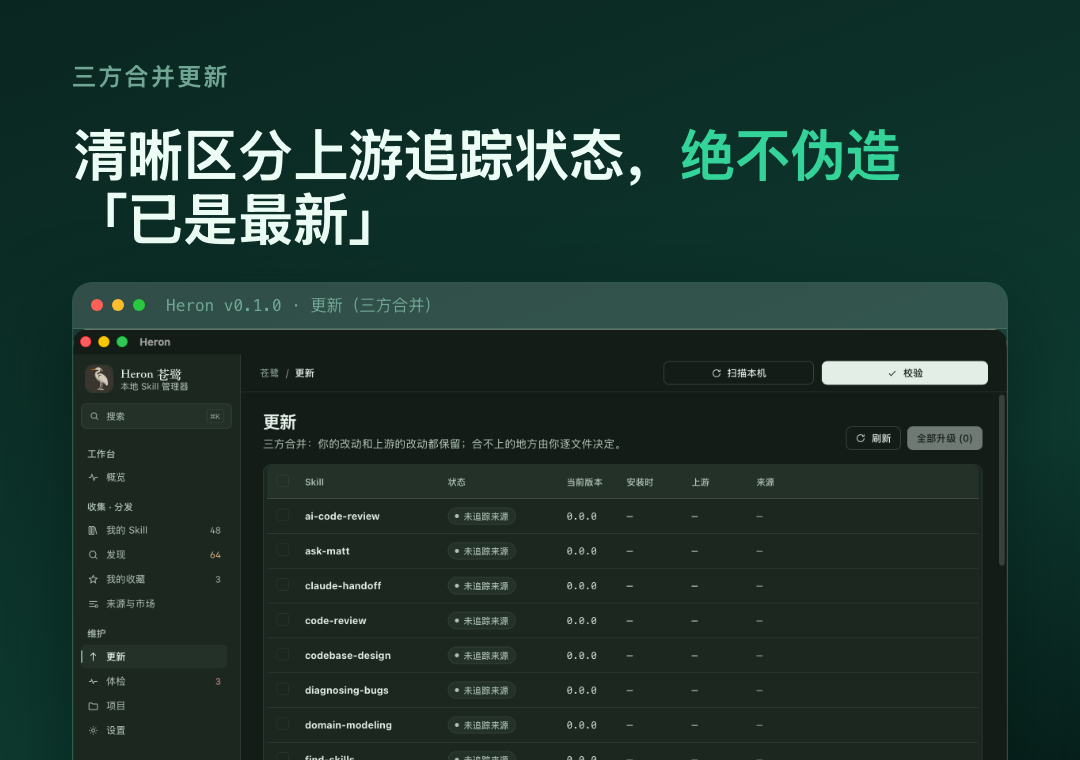 三方合并更新
清晰区分上游追踪状态，绝不伪造
「已是最新」
Heron v0.1.0 · 更新（三方合并）
Heron
Heron 苍鹭
本地 Skill 管理器
搜索 ⌘K
工作台
概览
收集 · 分发
我的 Skill 48
发现 64
我的收藏 3
来源与市场
维护
更新
体检 3
项目
设置
苍鹭 / 更新
扫描本机
校验
更新
三方合并：你的改动和上游的改动都保留；合不上的地方由你逐文件决定。
刷新
全部升级 (0)
Skill 状态 当前版本 安装时 上游 来源
ai-code-review 未追踪来源 0.0.0 — — —
ask-matt 未追踪来源 0.0.0 — — —
claude-handoff 未追踪来源 0.0.0 — — —
code-review 未追踪来源 0.0.0 — — —
codebase-design 未追踪来源 0.0.0 — — —
diagnosing-bugs 未追踪来源 0.0.0 — — —
domain-modeling 未追踪来源 0.0.0 — — —
find-skills 未追踪来源 0.0.0 — — —